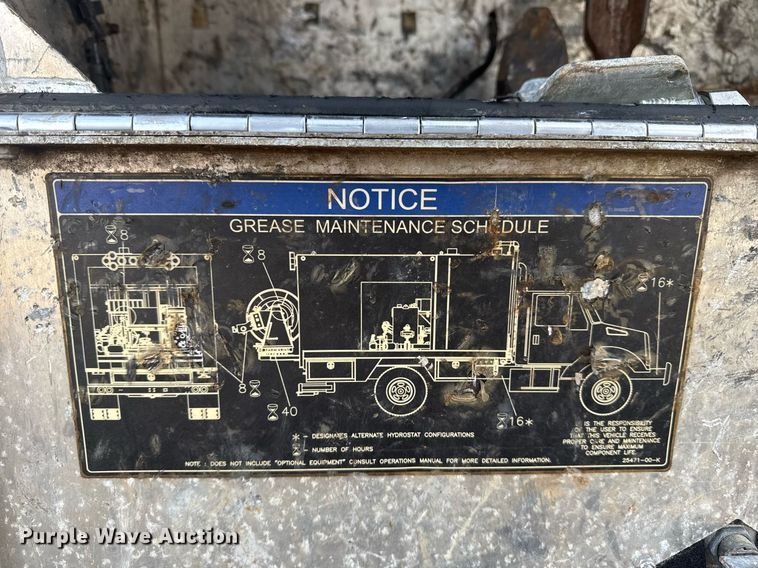 NOTICE
GREASE MAINTENANCE SCHEDULE
8
8
16*
8
40
16*
* - DESIGNATES ALTERNATE HYDROSTAT CONFIGURATIONS
- NUMBER OF HOURS
NOTE : DOES NOT INCLUDE "OPTIONAL EQUIPMENT" CONSULT OPERATIONS MANUAL FOR MORE DETAILED INFORMATION.
IS THE RESPONSIBILITY
OF THE USER TO ENSURE
THAT THIS VEHICLE RECEIVES
PROPER CARE AND MAINTENANCE
TO ENSURE MAXIMUM
COMPONENT LIFE.
25471-00-K
Purple Wave Auction